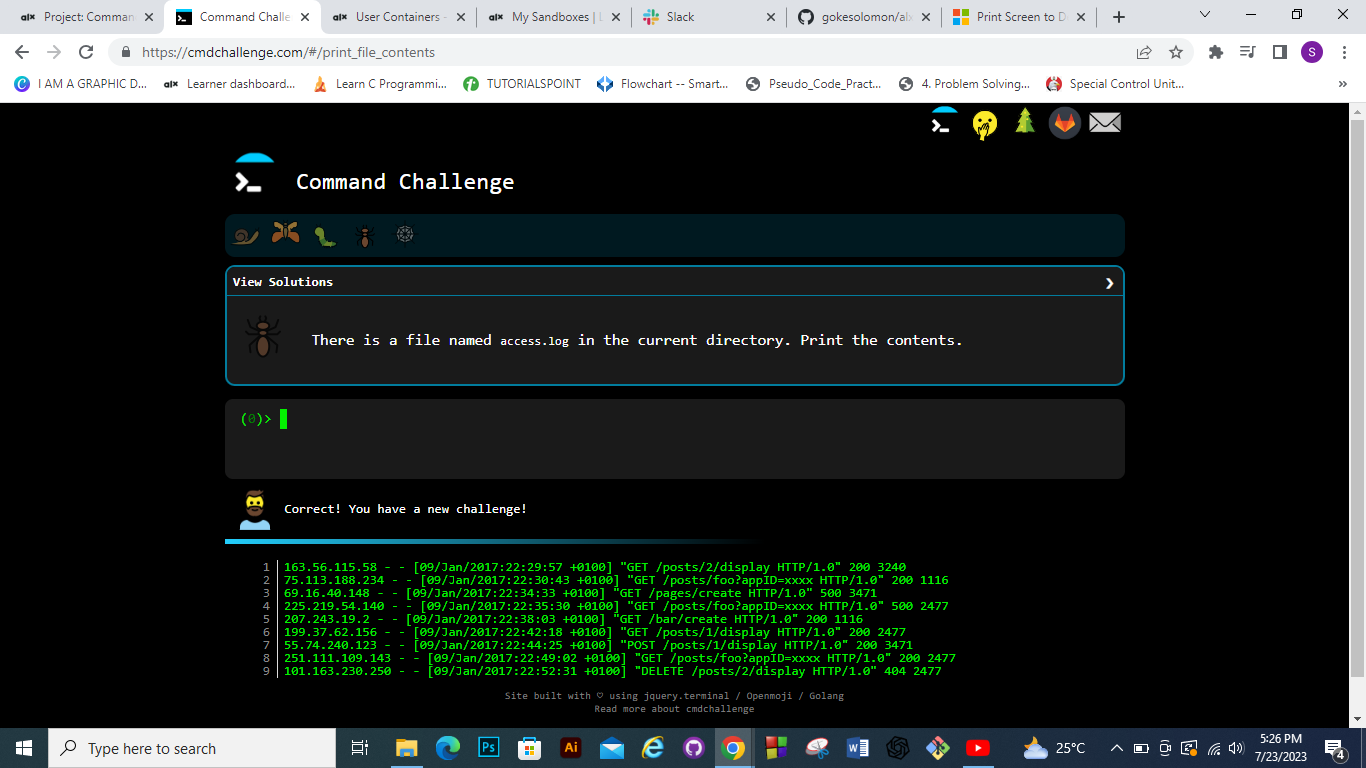 Project: Comman
Command Challe
User Containers -
My Sandboxes |
Slack
gokesolomon/al
Print Screen to D
https://cmdchallenge.com/#/print_file_contents
S
I AM A GRAPHIC D...
Learner dashboard...
Learn C Programmi...
TUTORIALSPOINT
Flowchart -- Smart...
Pseudo_Code_Pract...
4. Problem Solving...
Special Control Unit...
»
Command Challenge
View Solutions
There is a file named access.log in the current directory. Print the contents.
(0)>
Correct! You have a new challenge!
1 163.56.115.58 - - [09/Jan/2017:22:29:57 +0100] "GET /posts/2/display HTTP/1.0" 200 3240
2 75.113.188.234 - - [09/Jan/2017:22:30:43 +0100] "GET /posts/foo?appID=xxxx HTTP/1.0" 200 1116
3 69.16.40.148 - - [09/Jan/2017:22:34:33 +0100] "GET /pages/create HTTP/1.0" 500 3471
4 225.219.54.140 - - [09/Jan/2017:22:35:30 +0100] "GET /posts/foo?appID=xxxx HTTP/1.0" 500 2477
5 207.243.19.2 - - [09/Jan/2017:22:38:03 +0100] "GET /bar/create HTTP/1.0" 200 1116
6 199.37.62.156 - - [09/Jan/2017:22:42:18 +0100] "GET /posts/1/display HTTP/1.0" 200 2477
7 55.74.240.123 - - [09/Jan/2017:22:44:25 +0100] "POST /posts/1/display HTTP/1.0" 200 3471
8 251.111.109.143 - - [09/Jan/2017:22:49:02 +0100] "GET /posts/foo?appID=xxxx HTTP/1.0" 200 2477
9 101.163.230.250 - - [09/Jan/2017:22:52:31 +0100] "DELETE /posts/2/display HTTP/1.0" 404 2477
Site built with ♡ using jquery.terminal / Openmoji / Golang
Read more about cmdchallenge
Type here to search
Ps
Ai
25°C
5:26 PM
7/23/2023
4